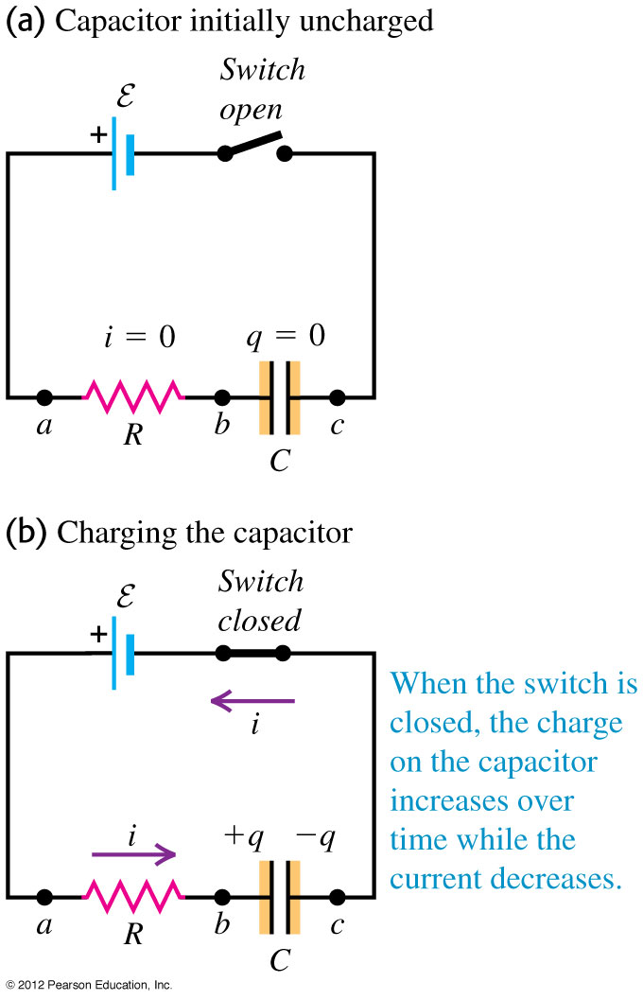 (a) Capacitor initially uncharged
Switch
open
ℰ
+
i = 0
q = 0
a
R
b
C
c
(b) Charging the capacitor
Switch
closed
ℰ
+
i
When the switch is
closed, the charge
on the capacitor
increases over
time while the
current decreases.
i
+q
−q
a
R
b
C
c
© 2012 Pearson Education, Inc.